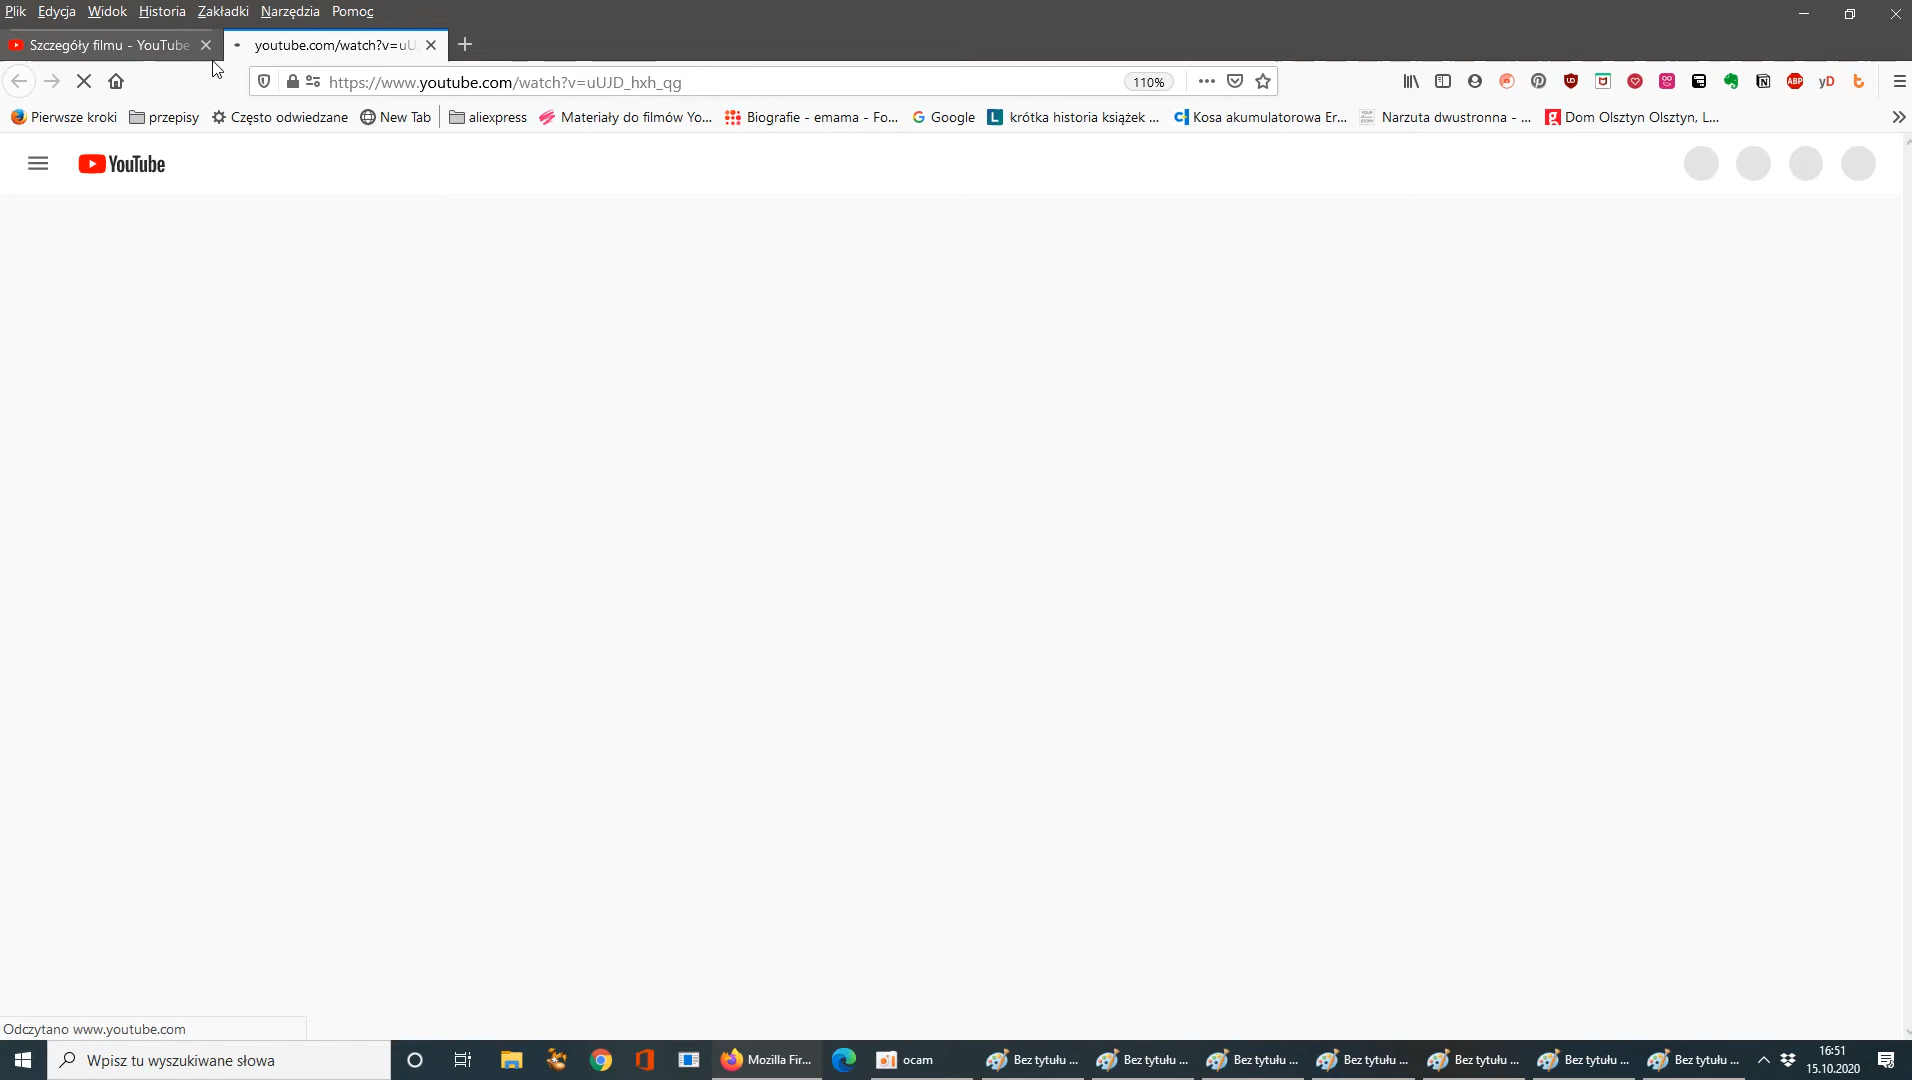 Plik Edycja Widok Historia Zakładki Narzędzia Pomoc
Szczegóły filmu - YouTube youtube.com/watch?v=uU
https://www.youtube.com/watch?v=uUJD_hxh_qg 110%
Pierwsze kroki przepisy Często odwiedzane New Tab aliexpress Materiały do filmów Yo... Biografie - emama - Fo... Google krótka historia książek ... Kosa akumulatorowa Er... Narzuta dwustronna - ... Dom Olsztyn Olsztyn, L...
YouTube
Odczytano www.youtube.com
Wpisz tu wyszukiwane słowa Mozilla Fir... ocam Bez tytułu ... Bez tytułu ... Bez tytułu ... Bez tytułu ... Bez tytułu ... Bez tytułu ... Bez tytułu ... 16:51
15.10.2020